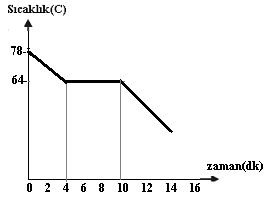 Sıcaklık(C)
78
64
zaman(dk)
0 2 4 6 8 10 12 14 16